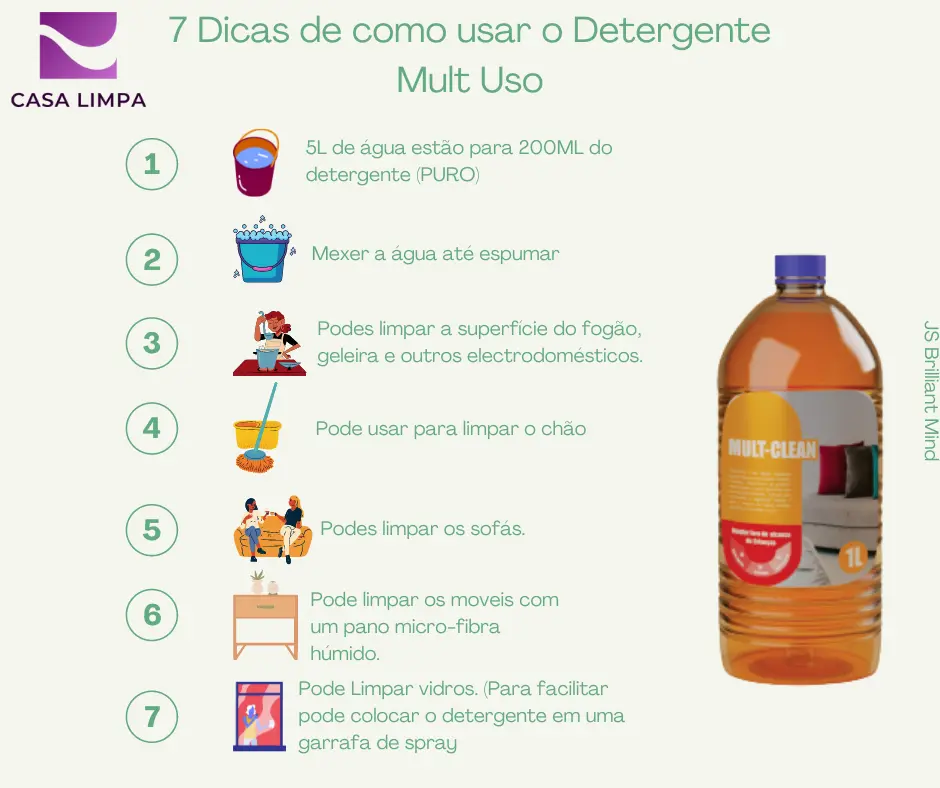 7 Dicas de como usar o Detergente
Mult Uso
CASA LIMPA
1
5L de água estão para 200ML do
detergente (PURO)
2
Mexer a água até espumar
3
Podes limpar a superfície do fogão,
geleira e outros electrodomésticos.
4
Pode usar para limpar o chão
5
Podes limpar os sofás.
6
Pode limpar os moveis com
um pano micro-fibra
húmido.
7
Pode Limpar vidros. (Para facilitar
pode colocar o detergente em uma
garrafa de spray
MULT-CLEAN
1L
JS Brilliant Mind